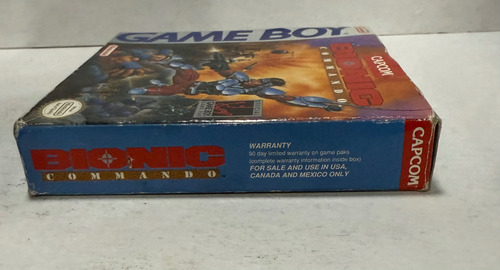 GAME BOY
CAPCOM
BIONIC
COMMANDO
BIONIC
COMMANDO
WARRANTY
90 day limited warranty on game paks
(complete warranty information inside box)
FOR SALE AND USE IN USA,
CANADA AND MEXICO ONLY
CAPCOM